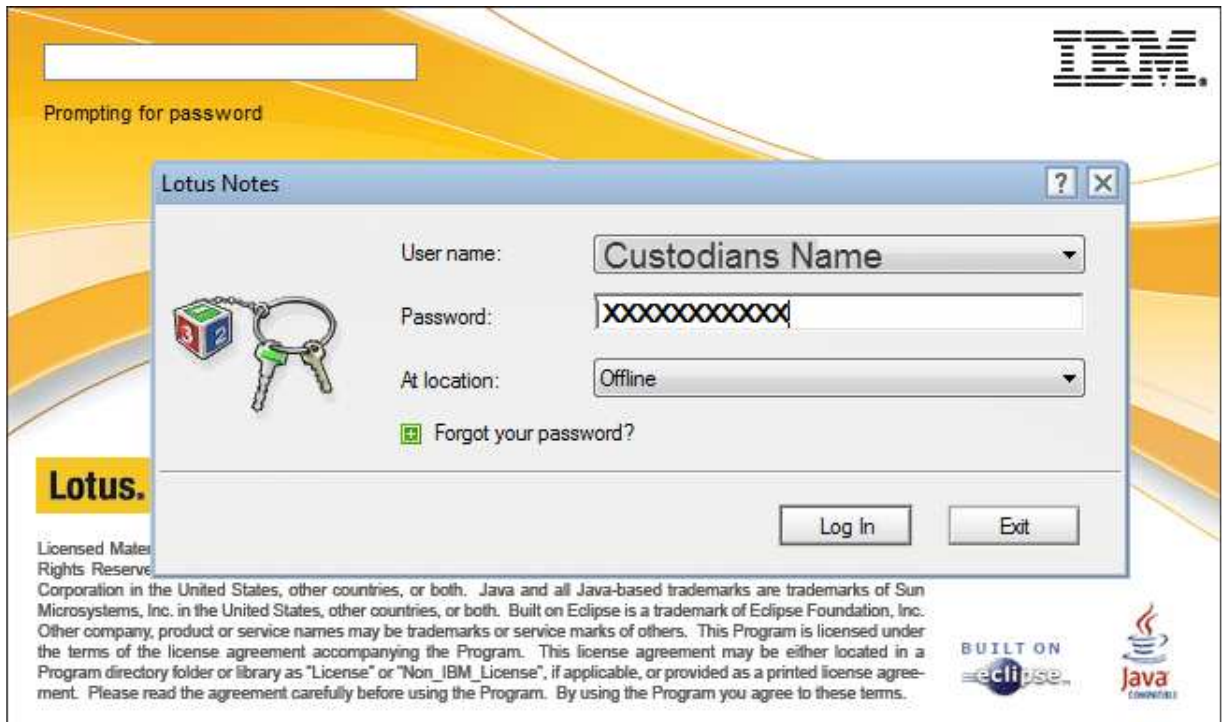 IBM.
Prompting for password
Lotus Notes
User name: Custodians Name
Password: XXXXXXXXXXX
At location: Offline
Forgot your password?
Lotus.
Log In Exit
Licensed Mater
Rights Reserve
Corporation in the United States, other countries, or both. Java and all Java-based trademarks are trademarks of Sun
Microsystems, Inc. in the United States, other countries, or both. Built on Eclipse is a trademark of Eclipse Foundation, Inc.
Other company, product or service names may be trademarks or service marks of others. This Program is licensed under
the terms of the license agreement accompanying the Program. This license agreement may be either located in a
Program directory folder or library as "License" or "Non_IBM_License", if applicable, or provided as a printed license agree-
ment. Please read the agreement carefully before using the Program. By using the Program you agree to these terms.
BUILT ON
eclipse
Java
COMPATIBLE
3 2